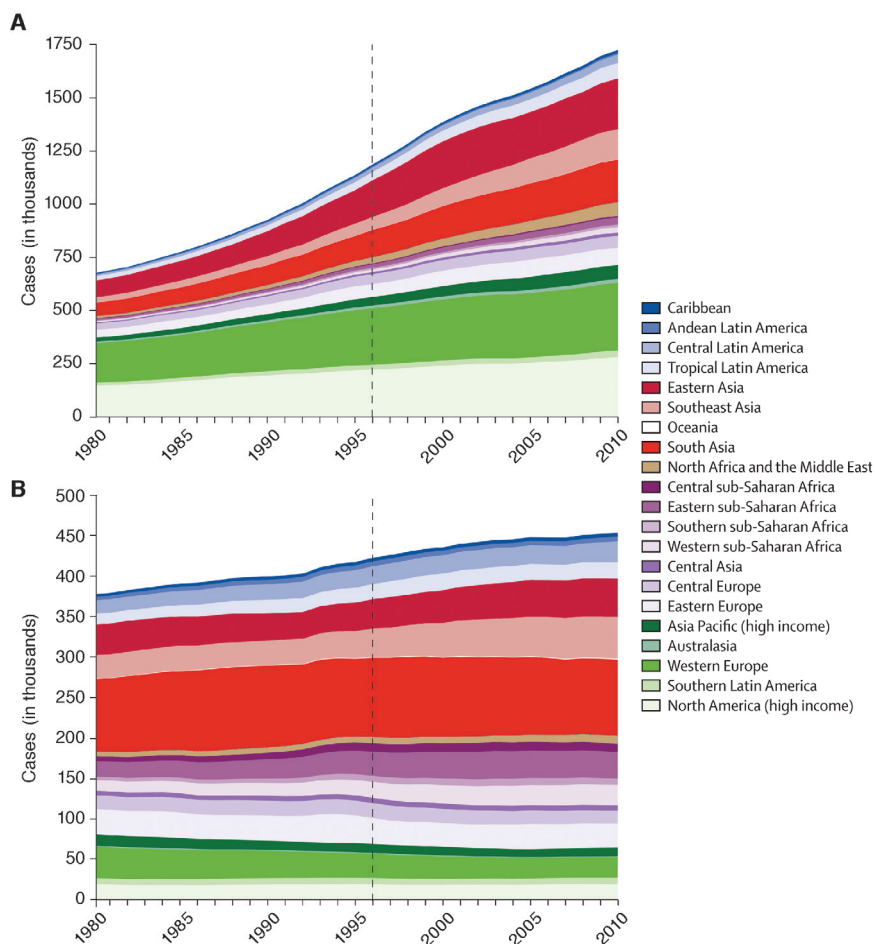 A
1750
1500
1250
1000
750
500
250
0
Cases (in thousands)
1980
1985
1990
1995
2000
2005
2010
Caribbean
Andean Latin America
Central Latin America
Tropical Latin America
Eastern Asia
Southeast Asia
Oceania
South Asia
North Africa and the Middle East
Central sub-Saharan Africa
Eastern sub-Saharan Africa
Southern sub-Saharan Africa
Western sub-Saharan Africa
Central Asia
Central Europe
Eastern Europe
Asia Pacific (high income)
Australasia
Western Europe
Southern Latin America
North America (high income)
B
500
450
400
350
300
250
200
150
100
50
0
Cases (in thousands)
1980
1985
1990
1995
2000
2005
2010